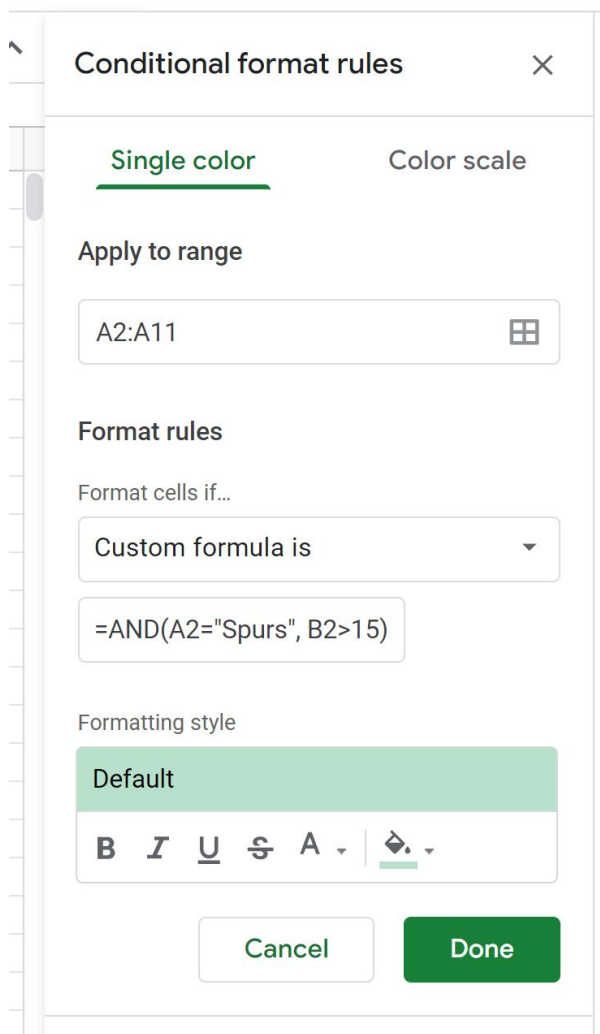 Conditional format rules
Single color
Color scale
Apply to range
A2:A11
Format rules
Format cells if…
Custom formula is
=AND(A2="Spurs", B2>15)
Formatting style
Default
B I U S A
Cancel
Done